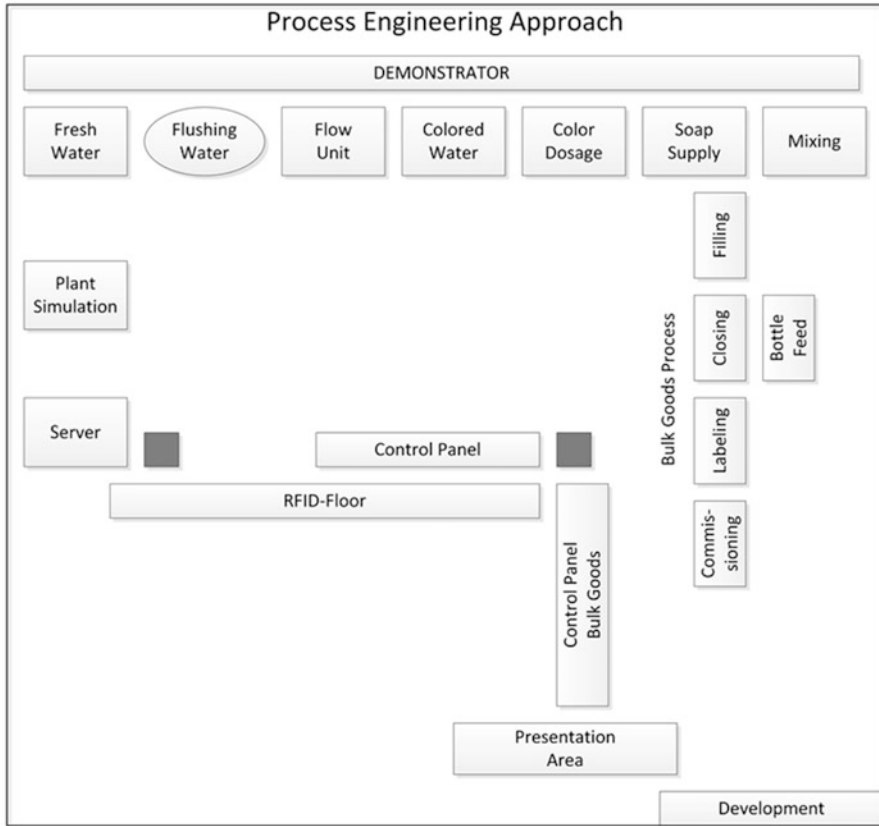 Process Engineering Approach
DEMONSTRATOR
Fresh
Water
Flushing
Water
Flow
Unit
Colored
Water
Color
Dosage
Soap
Supply
Mixing
Filling
Plant
Simulation
Bulk Goods Process
Closing
Bottle
Feed
Server
Control Panel
Labeling
RFID-Floor
Control Panel
Bulk Goods
Commis-
sioning
Presentation
Area
Development